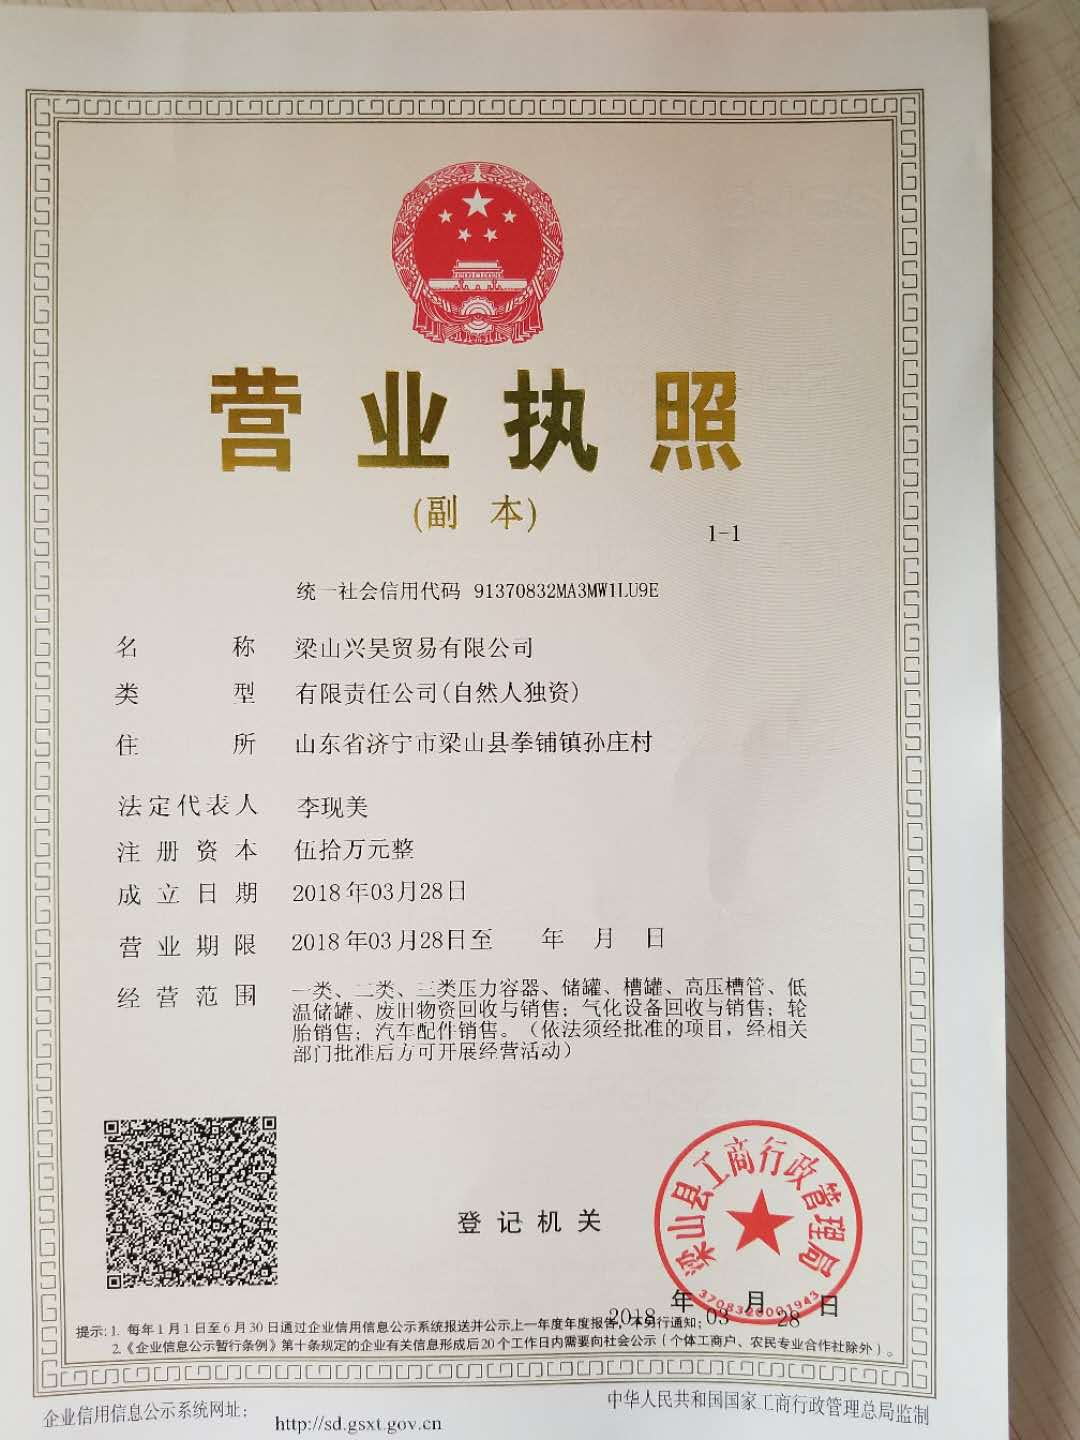 营业执照
(副 本)
1-1
统一社会信用代码 91370832MA3MW1LU9E
名 称 梁山兴昊贸易有限公司
类 型 有限责任公司(自然人独资)
住 所 山东省济宁市梁山县拳铺镇孙庄村
法定代表人 李现美
注册资本 伍拾万元整
成立日期 2018年03月28日
营业期限 2018年03月28日至 年 月 日
经营范围 一类、二类、三类压力容器、储罐、槽罐、高压槽管、低
温储罐、废旧物资回收与销售；气化设备回收与销售；轮
胎销售；汽车配件销售。（依法须经批准的项目，经相关
部门批准后方可开展经营活动）
梁山县工商行政管理局
登记机关
3708320001943
2018 年 03 月 28 日
提示：1. 每年1月1日至6月30日通过企业信用信息公示系统报送并公示上一年度年度报告，不另行通知；
2.《企业信息公示暂行条例》第十条规定的企业有关信息形成后20个工作日内需要向社会公示（个体工商户、农民专业合作社除外）。
企业信用信息公示系统网址： http://sd.gsxt.gov.cn
中华人民共和国国家工商行政管理总局监制